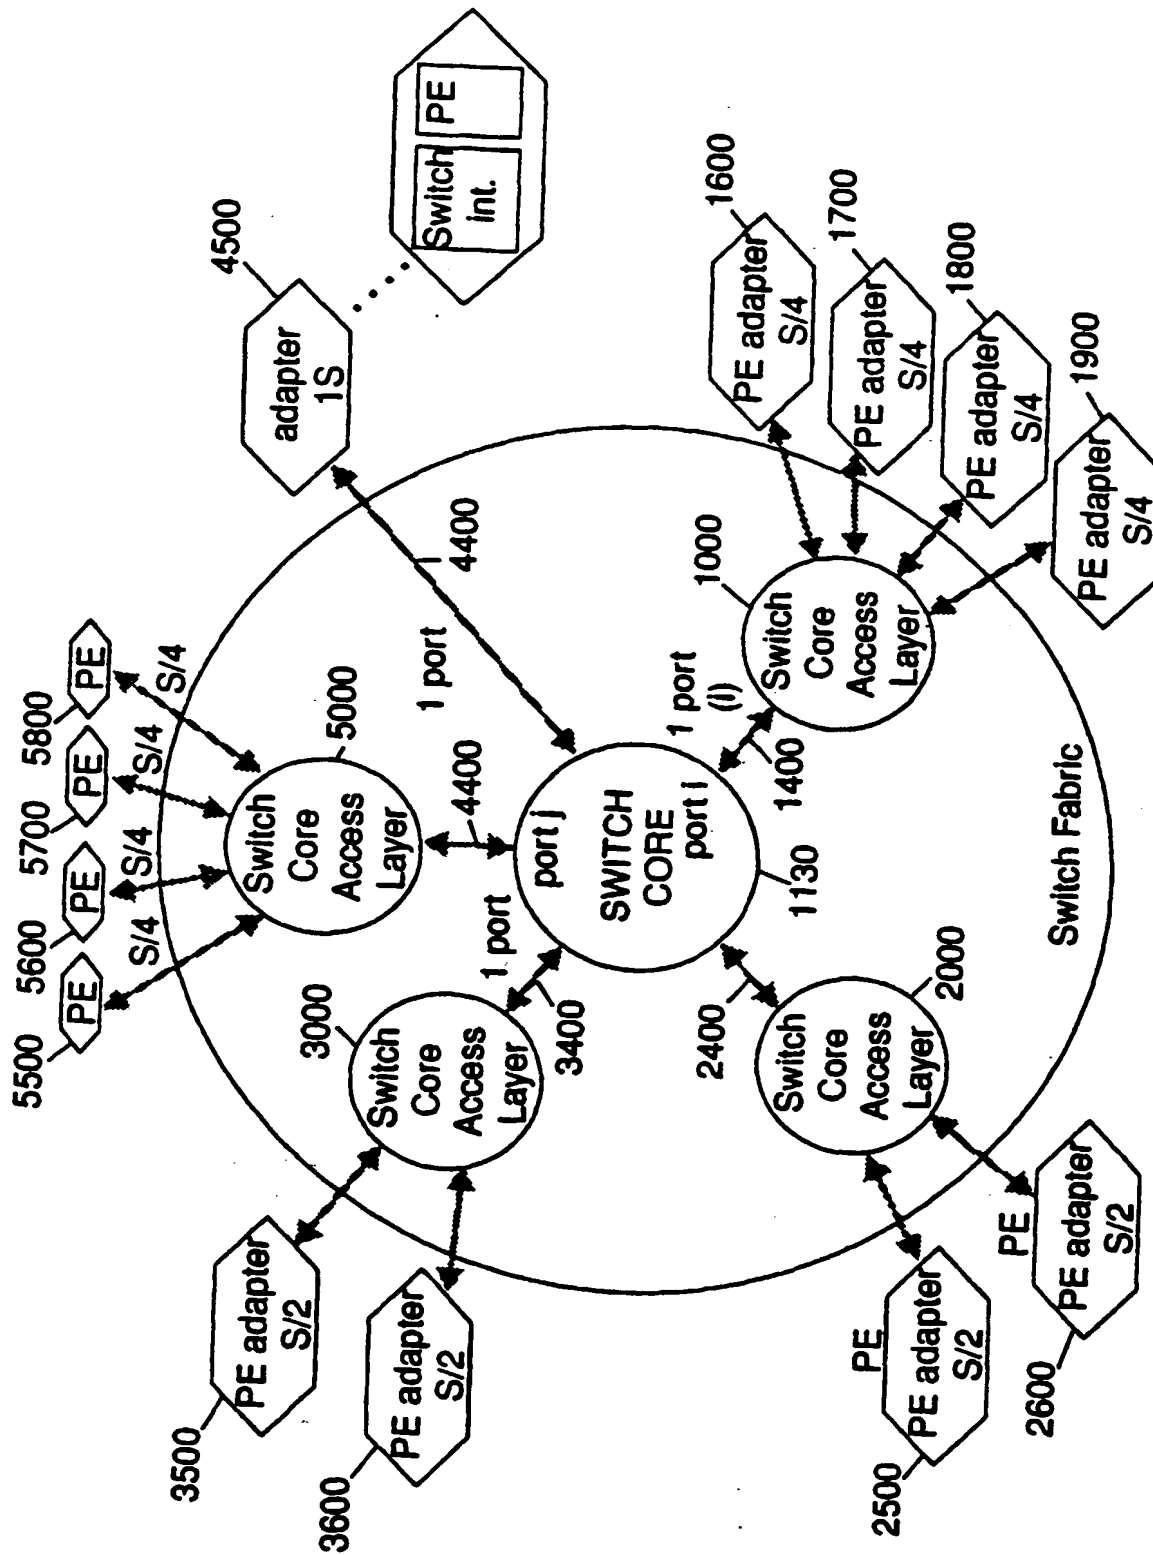 5500
5600
5700
5800
PE
PE
PE
PE
S/4
S/4
S/4
S/4
5000
Switch
Core
Access
Layer
4400
1 port
4400
4500
adapter
1S
Switch
int.
PE
3500
PE adapter
S/2
3600
PE adapter
S/2
3000
Switch
Core
Access
Layer
1 port
3400
port j
SWITCH
CORE
port i
1130
1 port
(i)
1400
1000
Switch
Core
Access
Layer
1600
PE adapter
S/4
1700
PE adapter
S/4
1800
PE adapter
S/4
1900
PE adapter
S/4
2400
2000
Switch
Core
Access
Layer
PE
PE adapter
S/2
2500
PE
PE adapter
S/2
2600
Switch Fabric